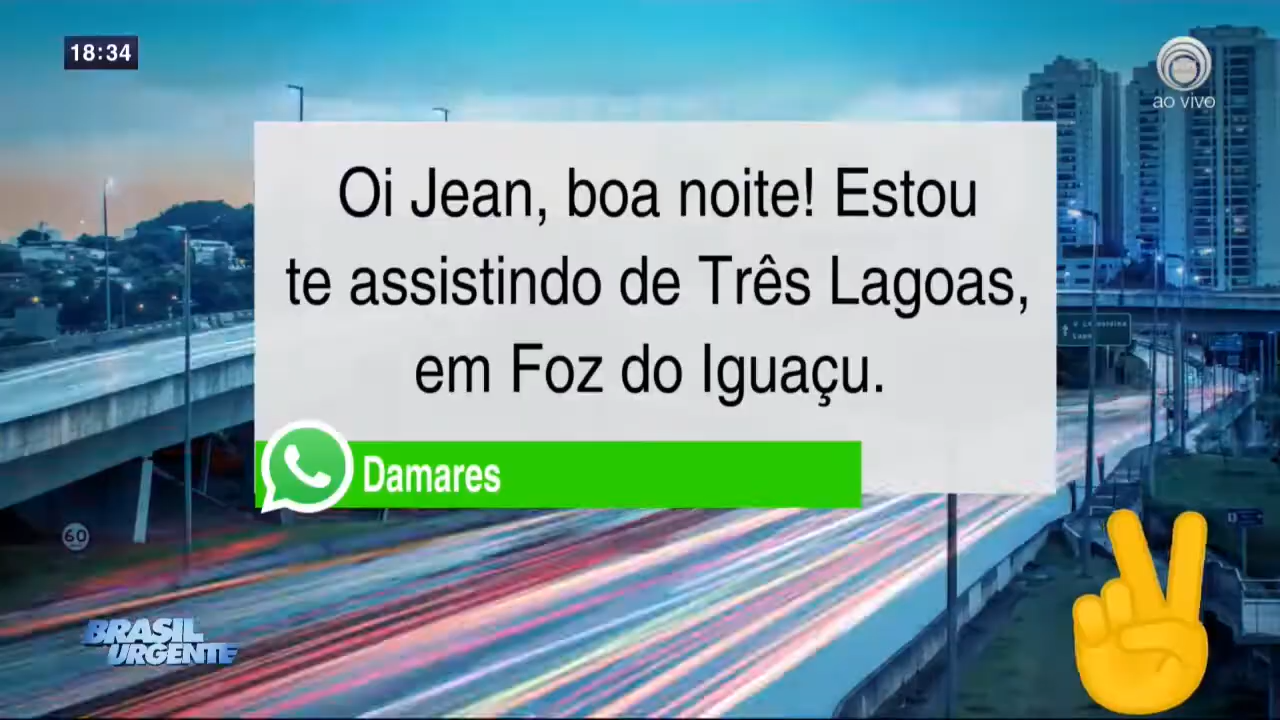 18:34
ao vivo
Oi Jean, boa noite! Estou
te assistindo de Três Lagoas,
em Foz do Iguaçu.
Damares
60
BRASIL
URGENTE